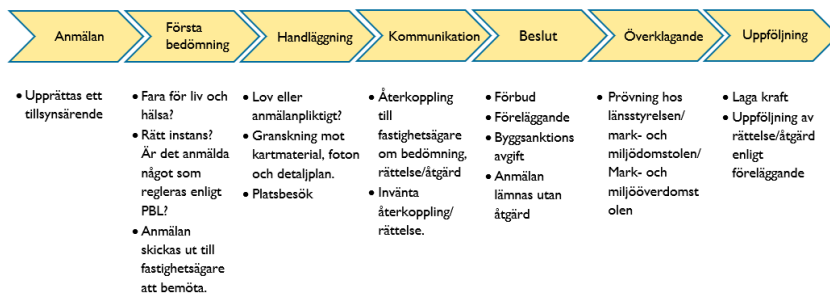 Anmälan
Första
bedömning
Handläggning
Kommunikation
Beslut
Överklagande
Uppföljning
• Upprättas ett
tillsynsärende
• Fara för liv och
hälsa?
• Rätt instans?
Är det anmälda
något som
regleras enligt
PBL?
• Anmälan
skickas ut till
fastighetsägare
att bemöta.
• Lov eller
anmälanpliktigt?
• Granskning mot
kartmaterial, foton
och detaljplan.
• Platsbesök
• Återkoppling
till
fastighetsägare
om bedömning,
rättelse/åtgärd
• Invänta
återkoppling/
rättelse.
• Förbud
• Föreläggande
• Byggsanktions
avgift
• Anmälan
lämnas utan
åtgärd
• Prövning hos
länsstyrelsen/
mark- och
miljödomstolen/
Mark- och
miljööverdomst
olen
• Laga kraft
• Uppföljning av
rättelse/åtgärd
enligt
föreläggande